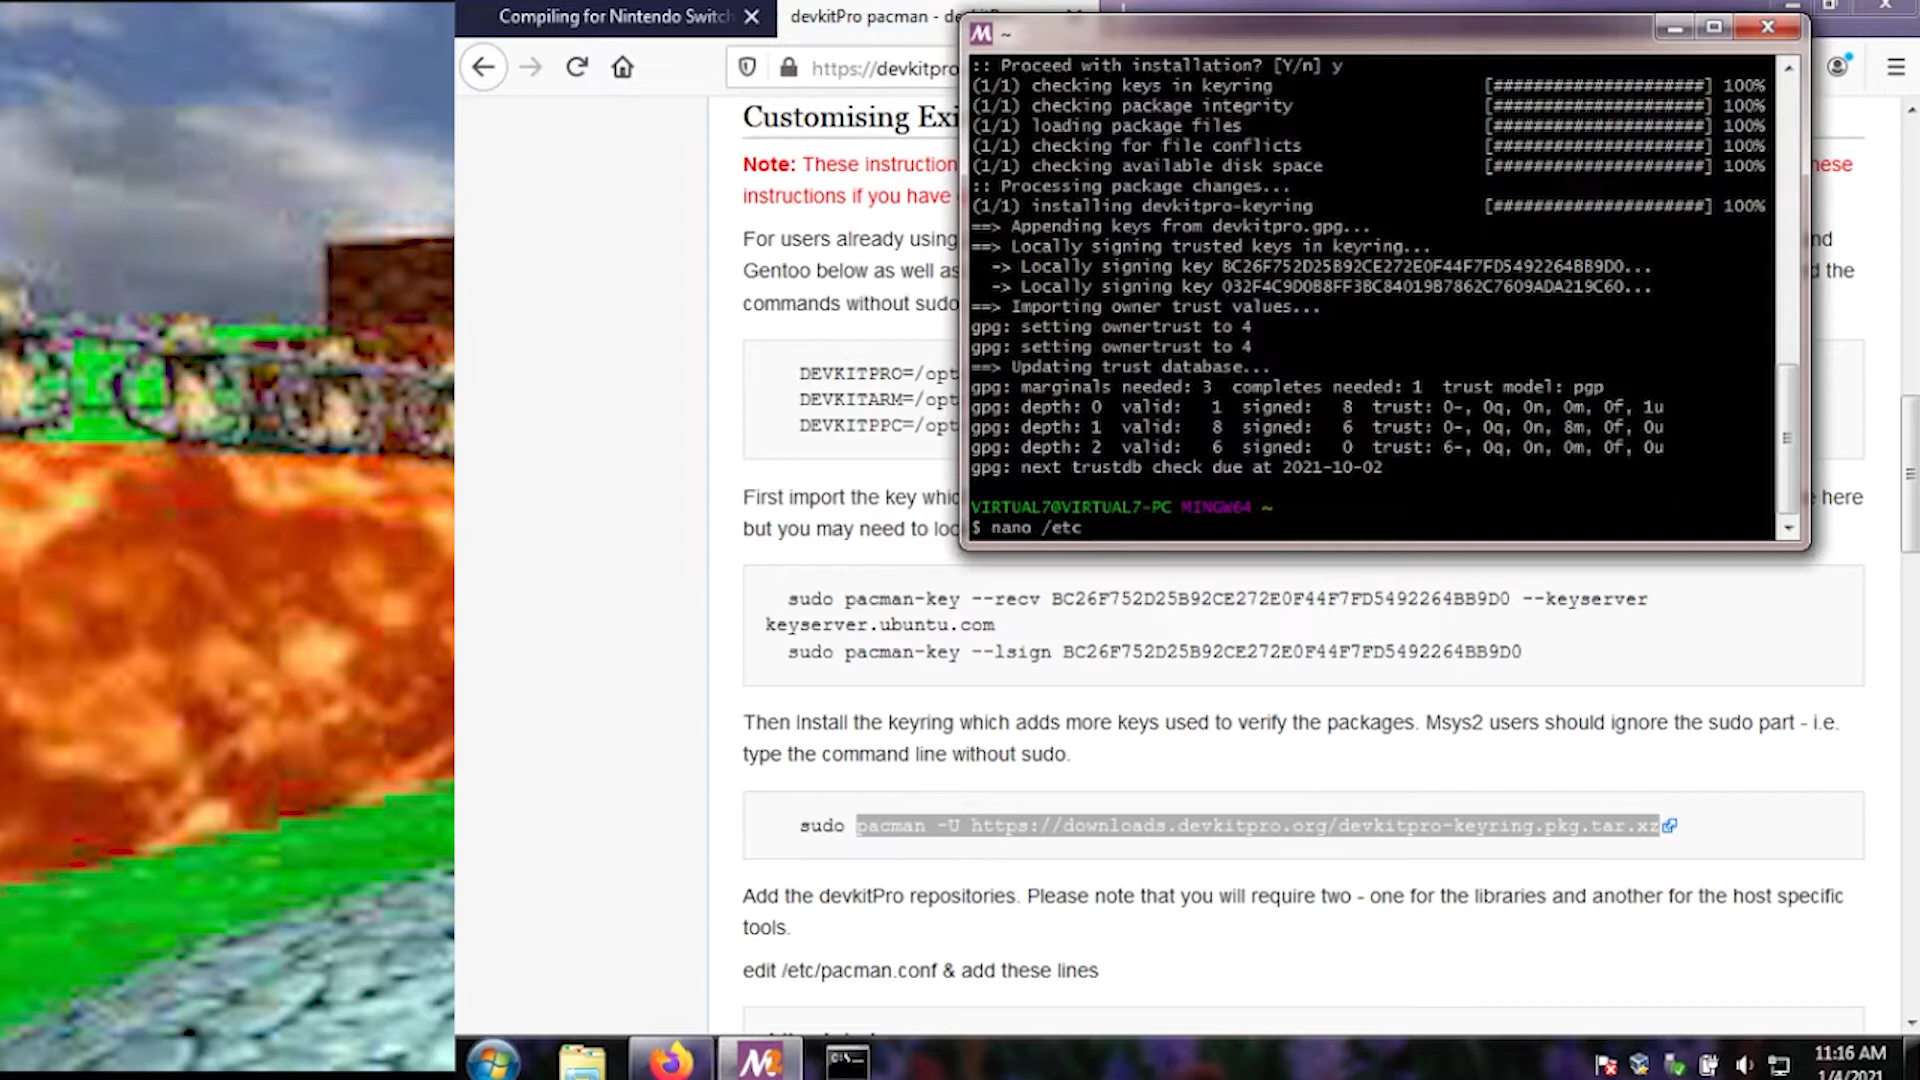 Compiling for Nintendo Switch
devkitPro pacman -
https://devkitpro
Customising Exi
Note: These instruction
hese
instructions if you have
For users already using
nd
Gentoo below as well as
d the
commands without sudo
DEVKITPRO=/opt
DEVKITARM=/opt
DEVKITPPC=/opt
First import the key whic
e here
but you may need to loo
~
:: Proceed with installation? [Y/n] y
(1/1) checking keys in keyring [#####################] 100%
(1/1) checking package integrity [#####################] 100%
(1/1) loading package files [#####################] 100%
(1/1) checking for file conflicts [#####################] 100%
(1/1) checking available disk space [#####################] 100%
:: Processing package changes...
(1/1) installing devkitpro-keyring [#####################] 100%
==> Appending keys from devkitpro.gpg...
==> Locally signing trusted keys in keyring...
-> Locally signing key BC26F752D25B92CE272E0F44F7FD5492264BB9D0...
-> Locally signing key 032F4C9D0B8FF3BC84019B7862C7609ADA219C60...
==> Importing owner trust values...
gpg: setting ownertrust to 4
gpg: setting ownertrust to 4
==> Updating trust database...
gpg: marginals needed: 3 completes needed: 1 trust model: pgp
gpg: depth: 0 valid: 1 signed: 8 trust: 0-, 0q, 0n, 0m, 0f, 1u
gpg: depth: 1 valid: 8 signed: 6 trust: 0-, 0q, 0n, 8m, 0f, 0u
gpg: depth: 2 valid: 6 signed: 0 trust: 6-, 0q, 0n, 0m, 0f, 0u
gpg: next trustdb check due at 2021-10-02
VIRTUAL7@VIRTUAL7-PC MINGW64 ~
$ nano /etc
sudo pacman-key --recv BC26F752D25B92CE272E0F44F7FD5492264BB9D0 --keyserver
keyserver.ubuntu.com
sudo pacman-key --lsign BC26F752D25B92CE272E0F44F7FD5492264BB9D0
Then Install the keyring which adds more keys used to verify the packages. Msys2 users should ignore the sudo part - i.e.
type the command line without sudo.
sudo pacman -U https://downloads.devkitpro.org/devkitpro-keyring.pkg.tar.xz
Add the devkitPro repositories. Please note that you will require two - one for the libraries and another for the host specific
tools.
edit /etc/pacman.conf & add these lines
11:16 AM
1/4/2021